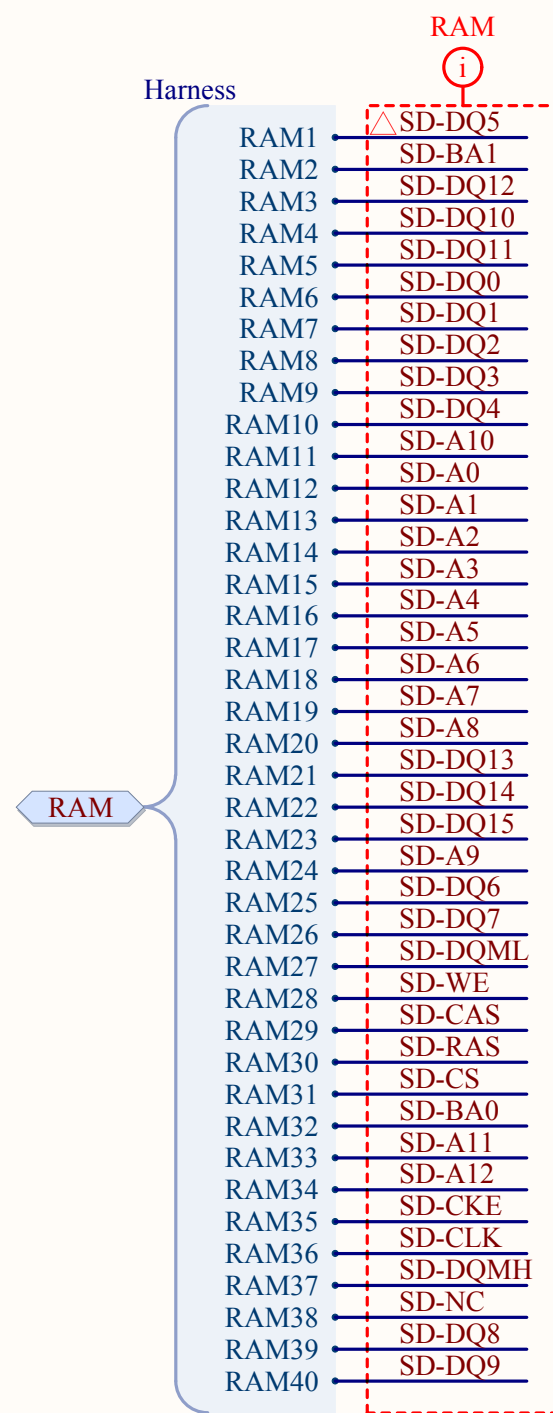 RAM
i
Harness
RAM1 SD-DQ5
RAM2 SD-BA1
RAM3 SD-DQ12
RAM4 SD-DQ10
RAM5 SD-DQ11
RAM6 SD-DQ0
RAM7 SD-DQ1
RAM8 SD-DQ2
RAM9 SD-DQ3
RAM10 SD-DQ4
RAM11 SD-A10
RAM12 SD-A0
RAM13 SD-A1
RAM14 SD-A2
RAM15 SD-A3
RAM16 SD-A4
RAM17 SD-A5
RAM18 SD-A6
RAM19 SD-A7
RAM20 SD-A8
RAM21 SD-DQ13
RAM22 SD-DQ14
RAM RAM23 SD-DQ15
RAM24 SD-A9
RAM25 SD-DQ6
RAM26 SD-DQ7
RAM27 SD-DQML
RAM28 SD-WE
RAM29 SD-CAS
RAM30 SD-RAS
RAM31 SD-CS
RAM32 SD-BA0
RAM33 SD-A11
RAM34 SD-A12
RAM35 SD-CKE
RAM36 SD-CLK
RAM37 SD-DQMH
RAM38 SD-NC
RAM39 SD-DQ8
RAM40 SD-DQ9